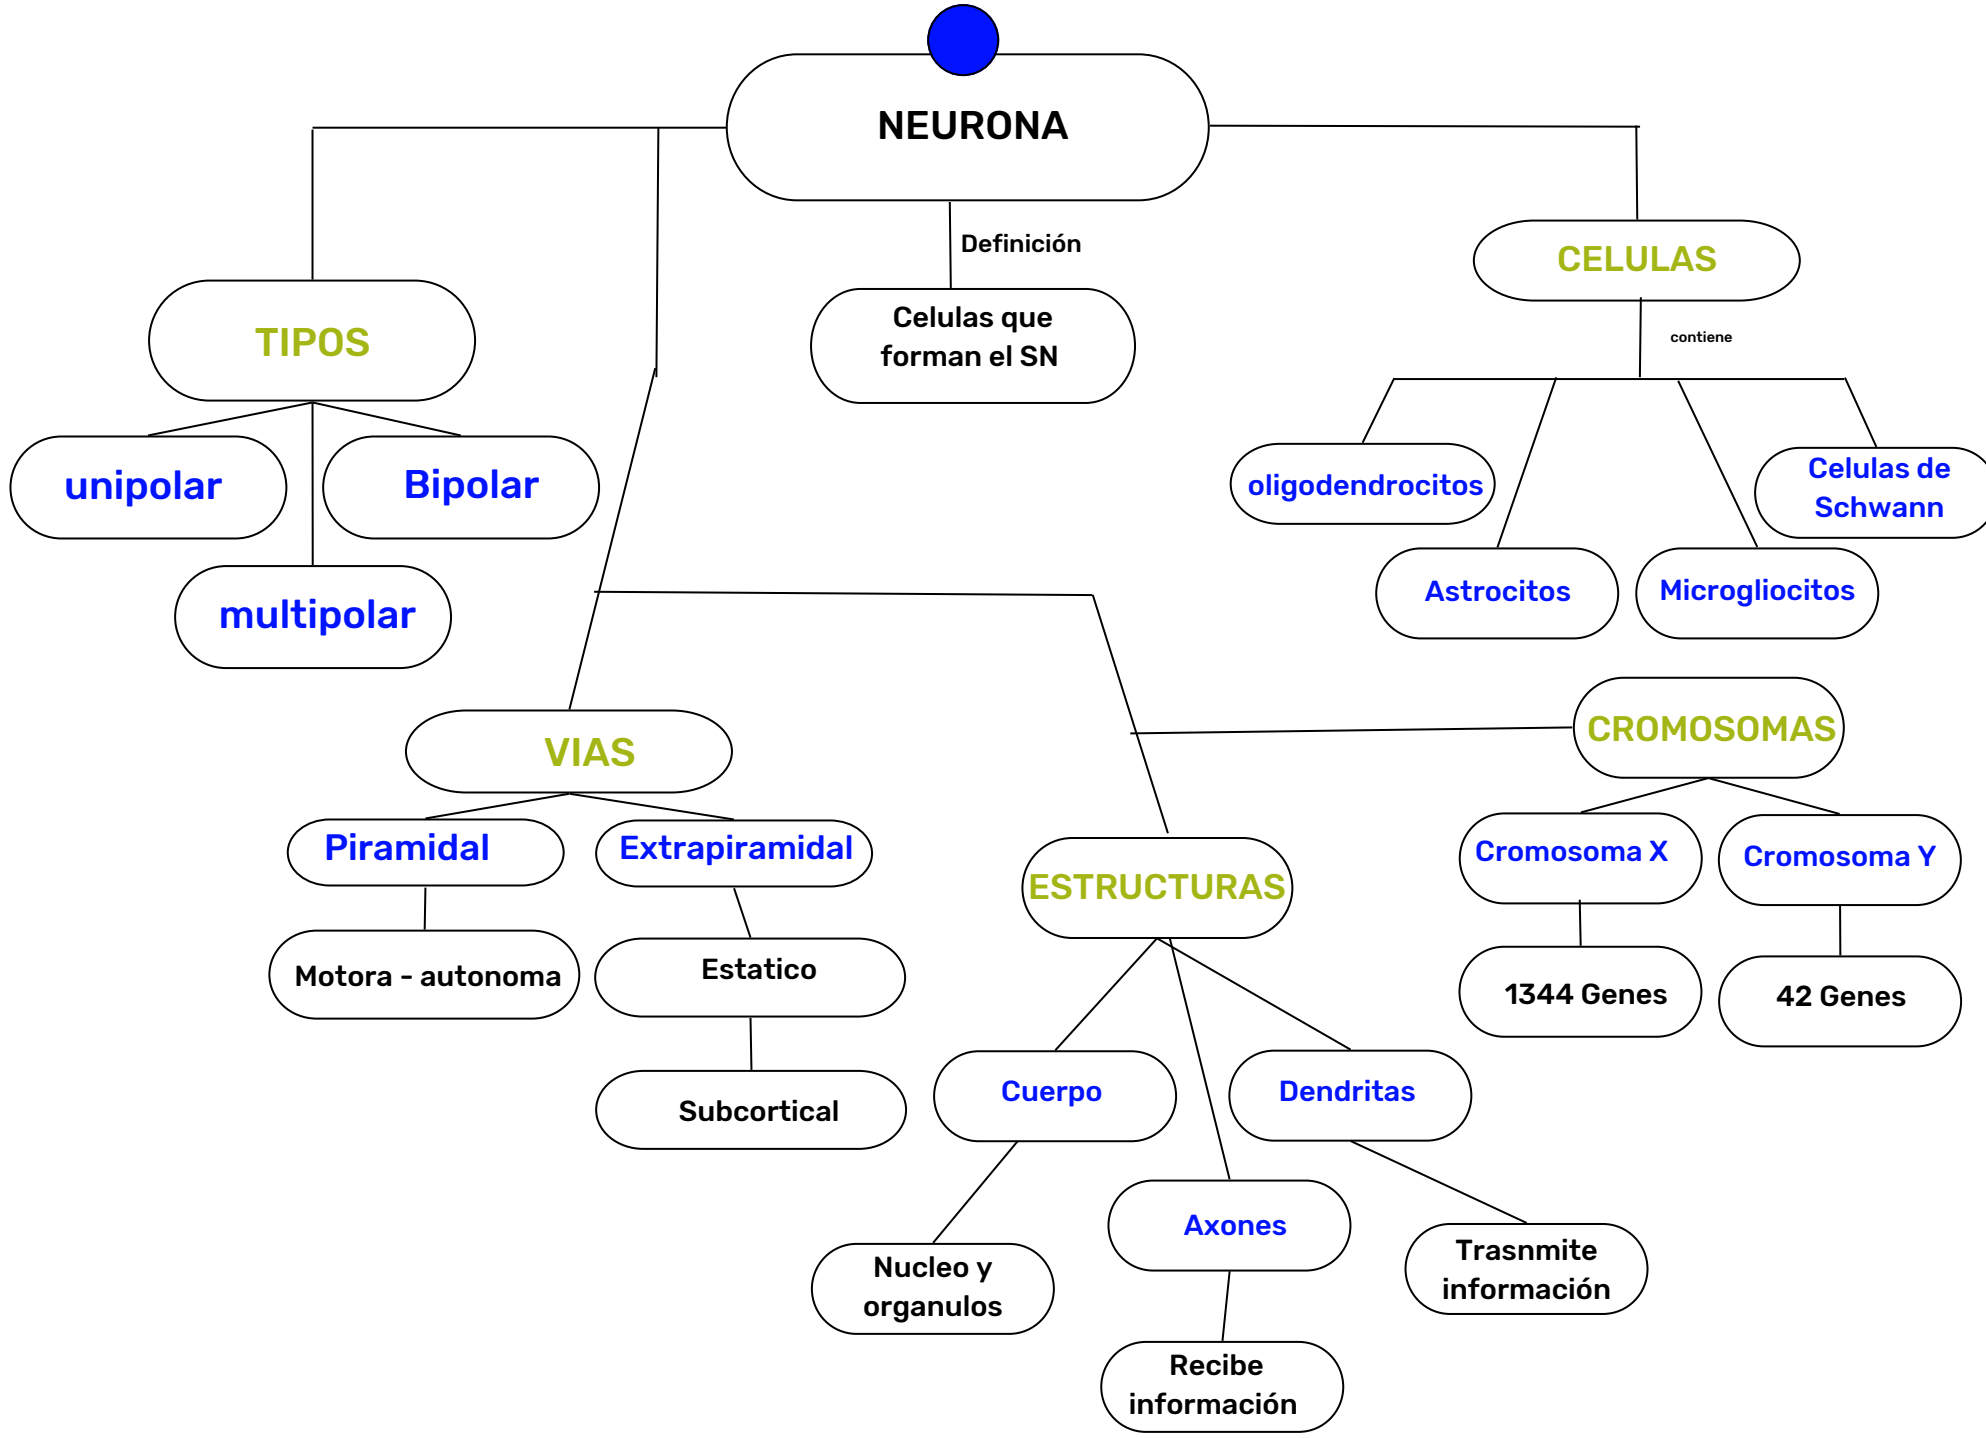 NEURONA
Definición
Celulas que
forman el SN
CELULAS
contiene
TIPOS
unipolar
Bipolar
multipolar
oligodendrocitos
Celulas de
Schwann
Astrocitos
Microgliocitos
VIAS
Piramidal
Extrapiramidal
Motora - autonoma
Estatico
Subcortical
CROMOSOMAS
Cromosoma X
Cromosoma Y
1344 Genes
42 Genes
ESTRUCTURAS
Cuerpo
Dendritas
Axones
Nucleo y
organulos
Trasnmite
información
Recibe
información